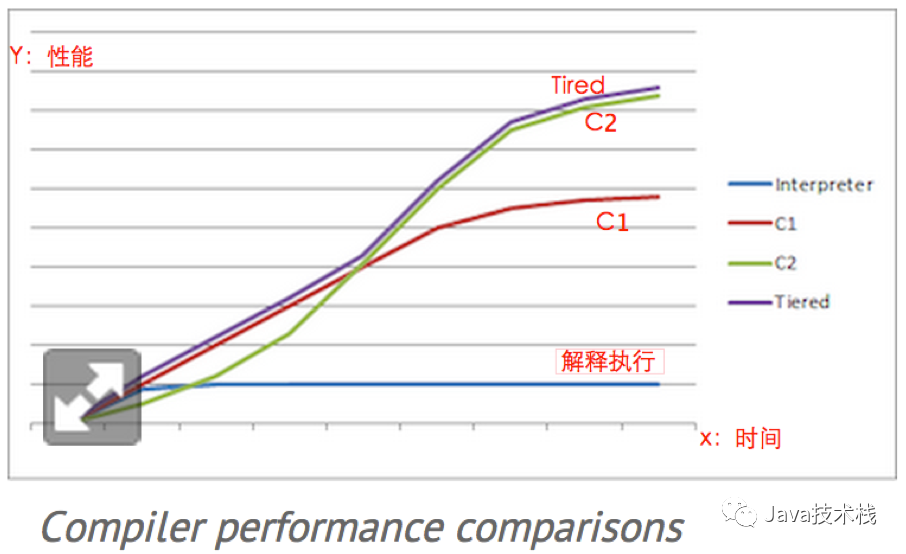 Y：性能
Tired
C2
C1
解释执行
x：时间
Interpreter
C1
C2
Tiered
Compiler performance comparisons
Java技术栈